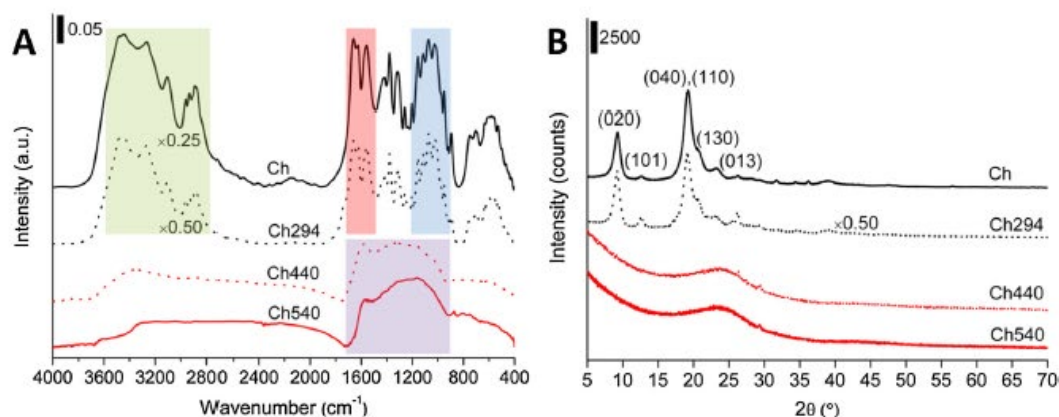 A
0.05
×0.25
Ch
×0.50
Ch294
Ch440
Ch540
Intensity (a.u.)
4000 3600 3200 2800 2400 2000 1600 1200 800 400
Wavenumber (cm⁻¹)
B
2500
(040),(110)
(020)
(130)
(101)
(013)
Ch
×0.50
Ch294
Ch440
Ch540
Intensity (counts)
5 10 15 20 25 30 35 40 45 50 55 60 65 70
2θ (°)